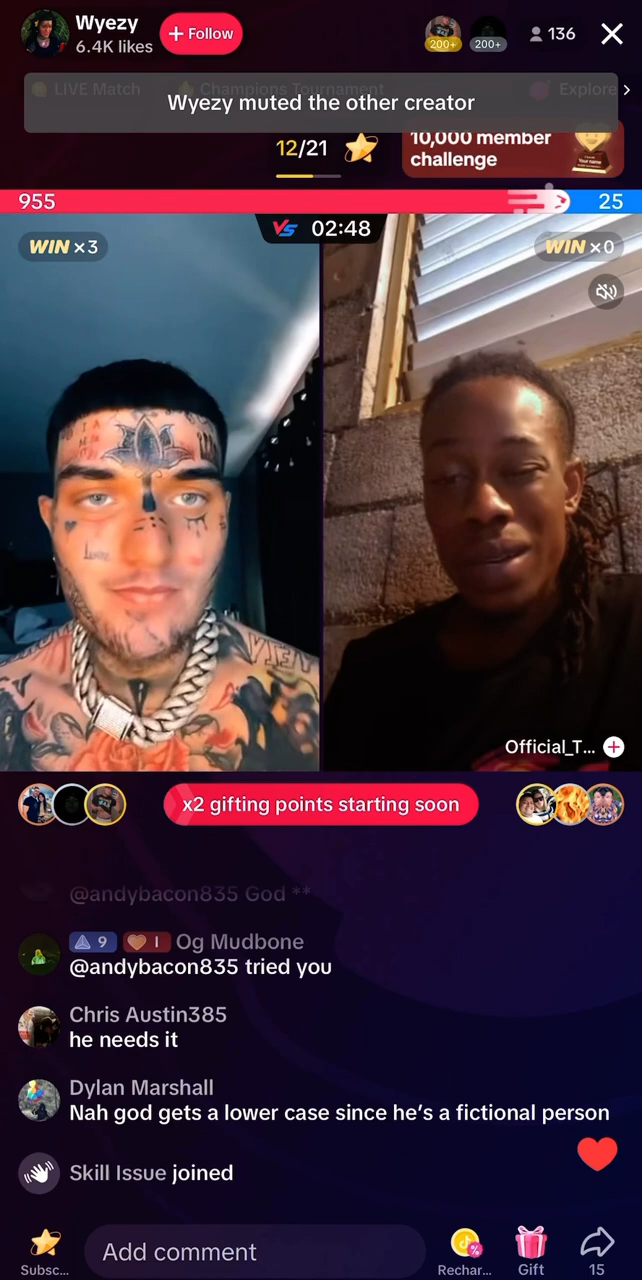 Wyezy
6.4K likes
+ Follow
200+
200+
136
LIVE Match
Champions Tournament
Explore
Wyezy muted the other creator
12/21
10,000 member
challenge
955
25
VS 02:48
WIN ×3
WIN ×0
Official_T...
x2 gifting points starting soon
@andybacon835 God **
9
1
Og Mudbone
@andybacon835 tried you
Chris Austin385
he needs it
Dylan Marshall
Nah god gets a lower case since he's a fictional person
Skill Issue joined
Add comment
Subsc...
Rechar...
Gift
15